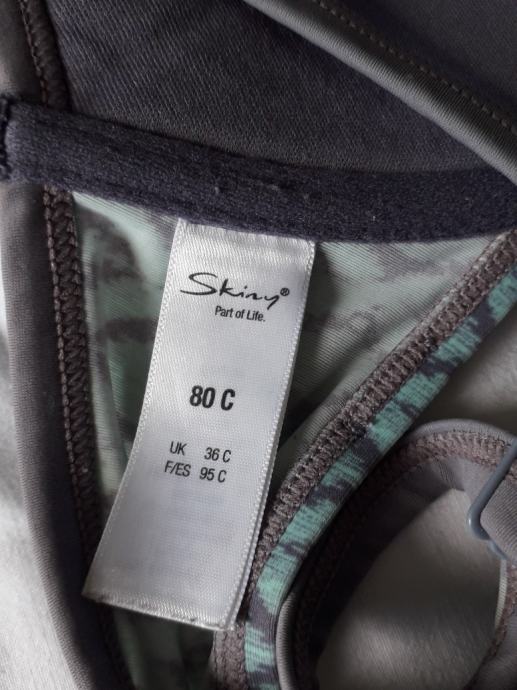 Skiny®
Part of Life.
80 C
UK 36 C
F/ES 95 C